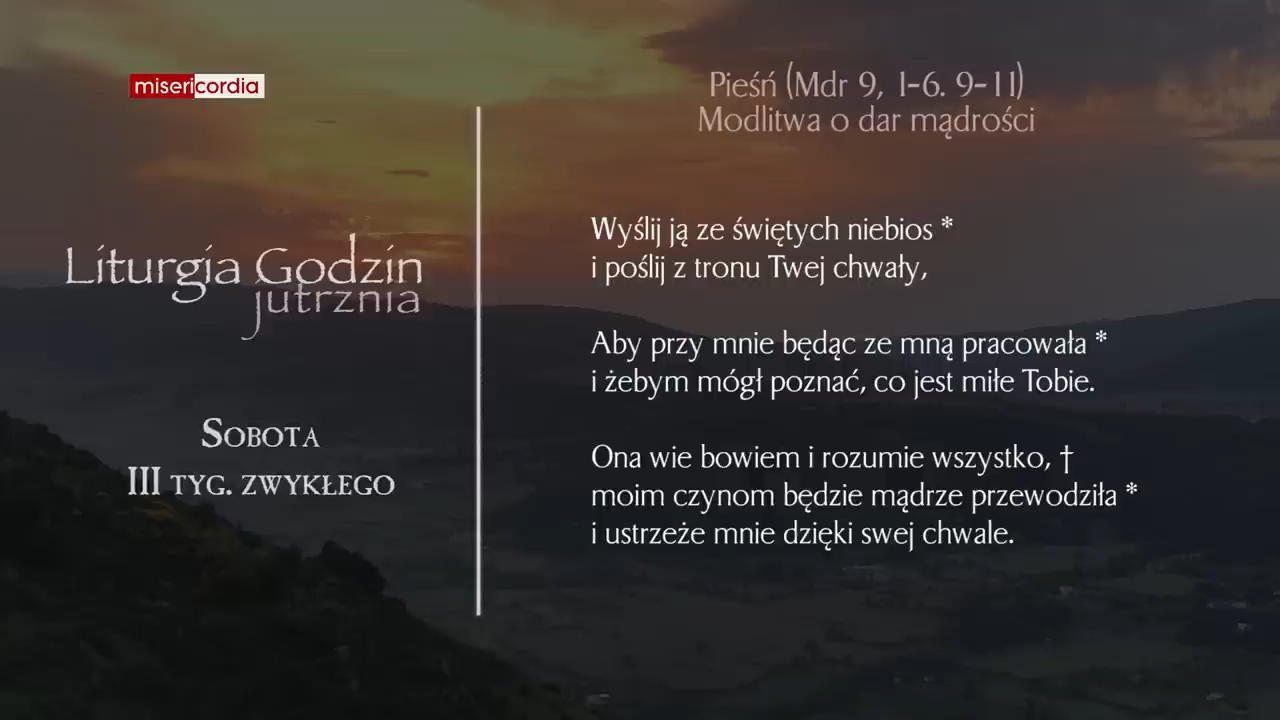 misericordia
Liturgia Godzin
jutrznia
Sobota
III tyg. zwykłego
Pieśń (Mdr 9, 1-6. 9-11)
Modlitwa o dar mądrości
Wyślij ją ze świętych niebios *
i poślij z tronu Twej chwały,
Aby przy mnie będąc ze mną pracowała *
i żebym mógł poznać, co jest miłe Tobie.
Ona wie bowiem i rozumie wszystko, †
moim czynom będzie mądrze przewodziła *
i ustrzeże mnie dzięki swej chwale.